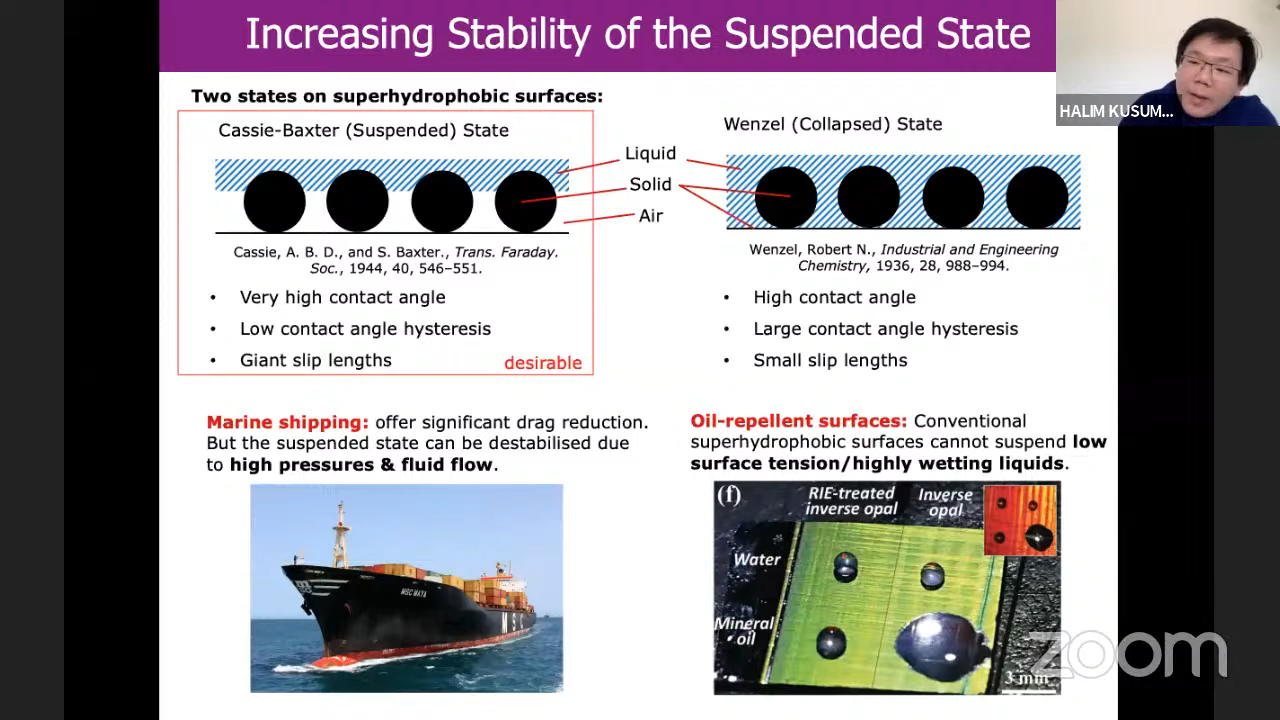 Increasing Stability of the Suspended State
HALIM KUSUM...
Two states on superhydrophobic surfaces:
Cassie-Baxter (Suspended) State
Cassie, A. B. D., and S. Baxter., Trans. Faraday.
Soc., 1944, 40, 546–551.
• Very high contact angle
• Low contact angle hysteresis
• Giant slip lengths
desirable
Liquid
Solid
Air
Wenzel (Collapsed) State
Wenzel, Robert N., Industrial and Engineering
Chemistry, 1936, 28, 988–994.
• High contact angle
• Large contact angle hysteresis
• Small slip lengths
Marine shipping: offer significant drag reduction.
But the suspended state can be destabilised due
to high pressures & fluid flow.
MSC MAYA
M S C
Oil-repellent surfaces: Conventional
superhydrophobic surfaces cannot suspend low
surface tension/highly wetting liquids.
(f)
RIE-treated
inverse opal
Inverse
opal
Water
Mineral
oil
3 mm
zoom